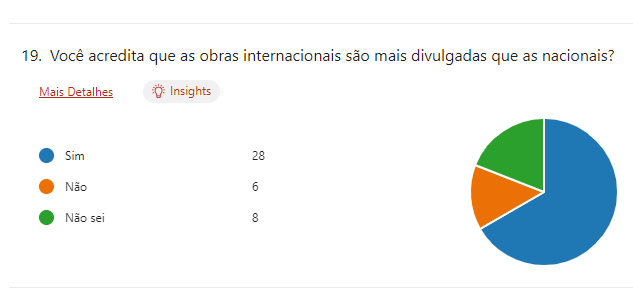 19. Você acredita que as obras internacionais são mais divulgadas que as nacionais?
Mais Detalhes Insights
Sim 28
Não 6
Não sei 8